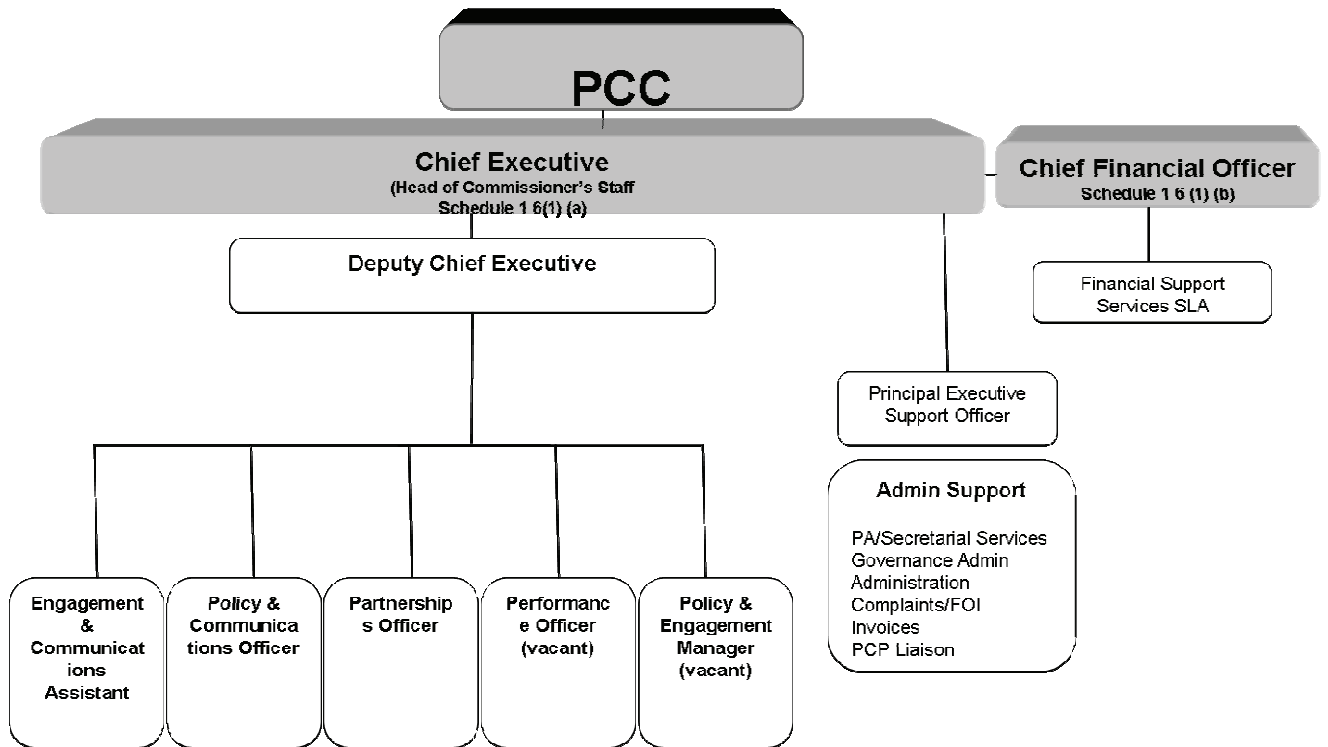 PCC
Chief Executive
(Head of Commissioner's Staff
Schedule 1 6(1) (a)
Chief Financial Officer
Schedule 1 6 (1) (b)
Deputy Chief Executive
Financial Support
Services SLA
Principal Executive
Support Officer
Admin Support
PA/Secretarial Services
Governance Admin
Administration
Complaints/FOI
Invoices
PCP Liaison
Engagement
&
Communicat
ions
Assistant
Policy &
Communica
tions Officer
Partnership
s Officer
Performanc
e Officer
(vacant)
Policy &
Engagement
Manager
(vacant)